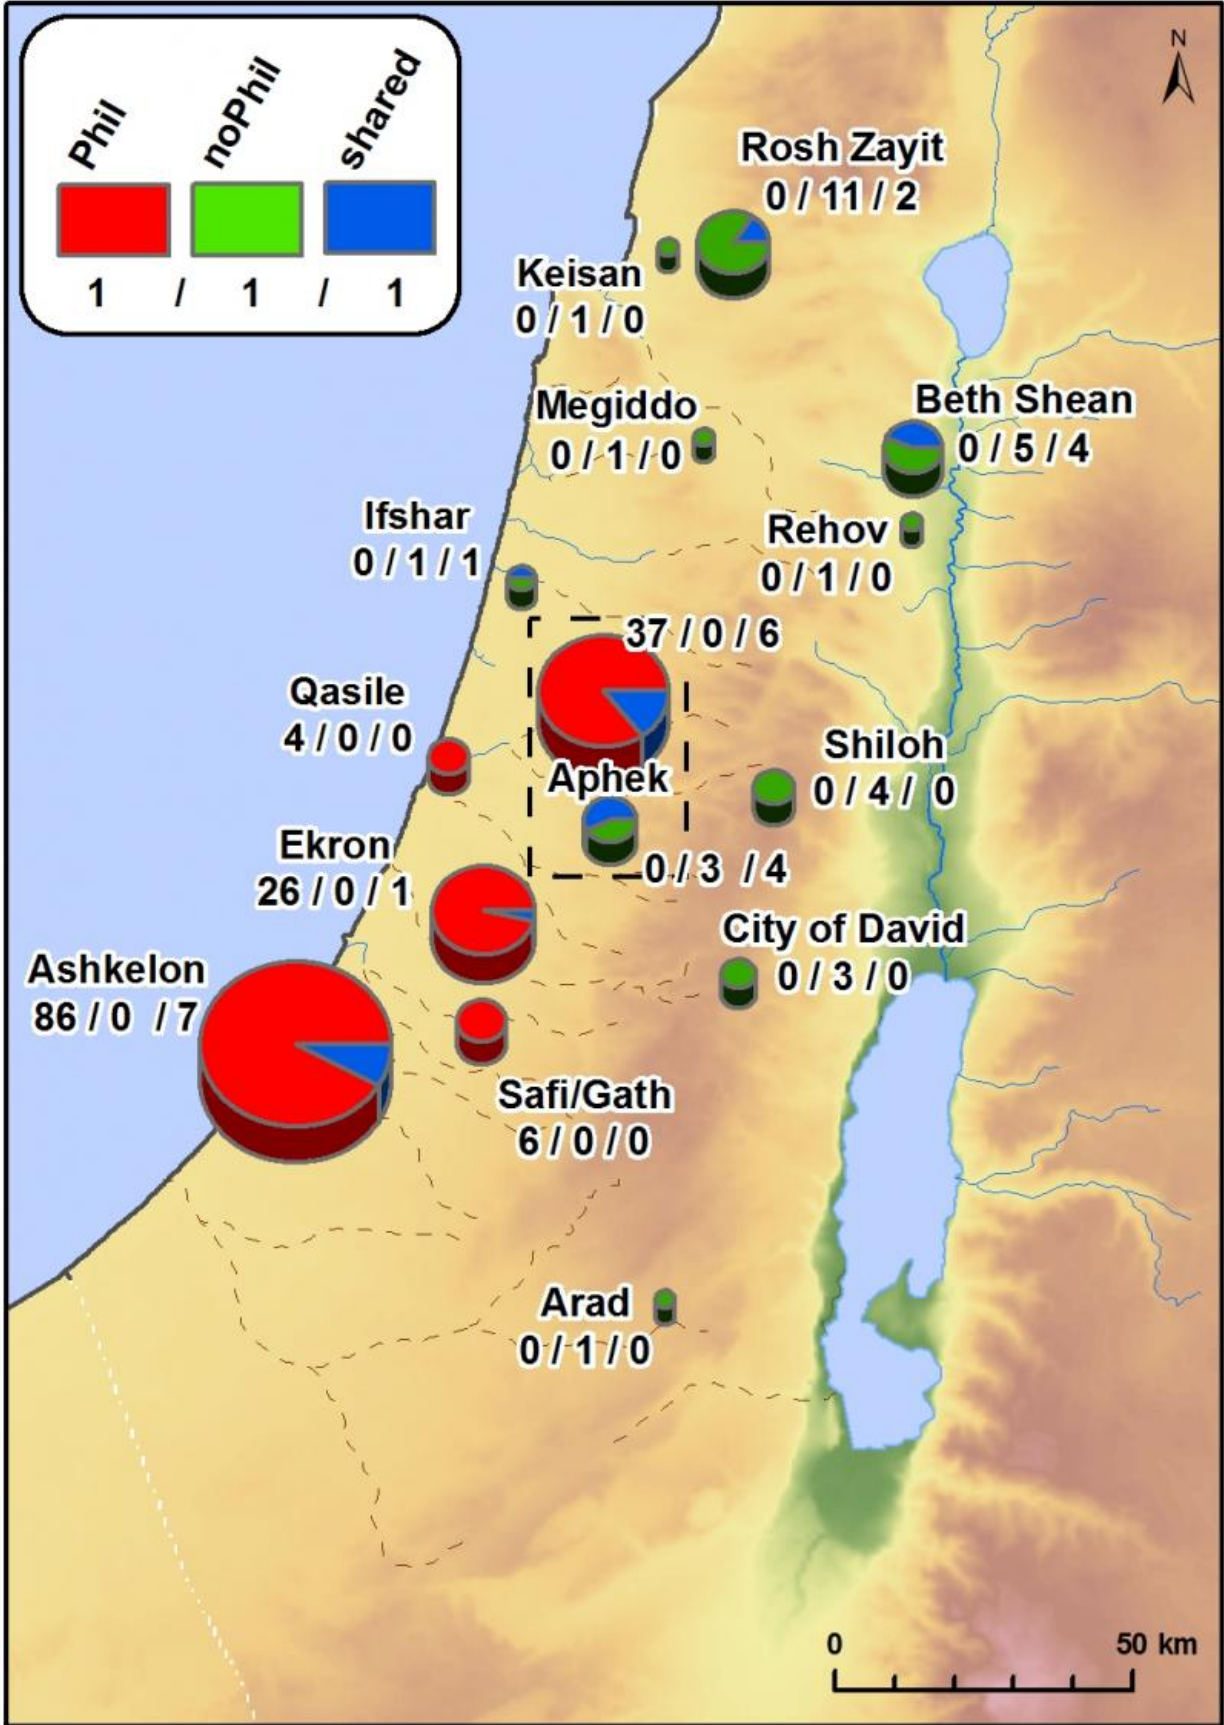 Phil noPhil shared
1 / 1 / 1
N
Rosh Zayit
0 / 11 / 2
Keisan
0 / 1 / 0
Megiddo
0 / 1 / 0
Beth Shean
0 / 5 / 4
Ifshar
0 / 1 / 1
Rehov
0 / 1 / 0
37 / 0 / 6
Qasile
4 / 0 / 0
Aphek
0 / 3 / 4
Shiloh
0 / 4 / 0
Ekron
26 / 0 / 1
City of David
0 / 3 / 0
Ashkelon
86 / 0 / 7
Safi/Gath
6 / 0 / 0
Arad
0 / 1 / 0
0 50 km